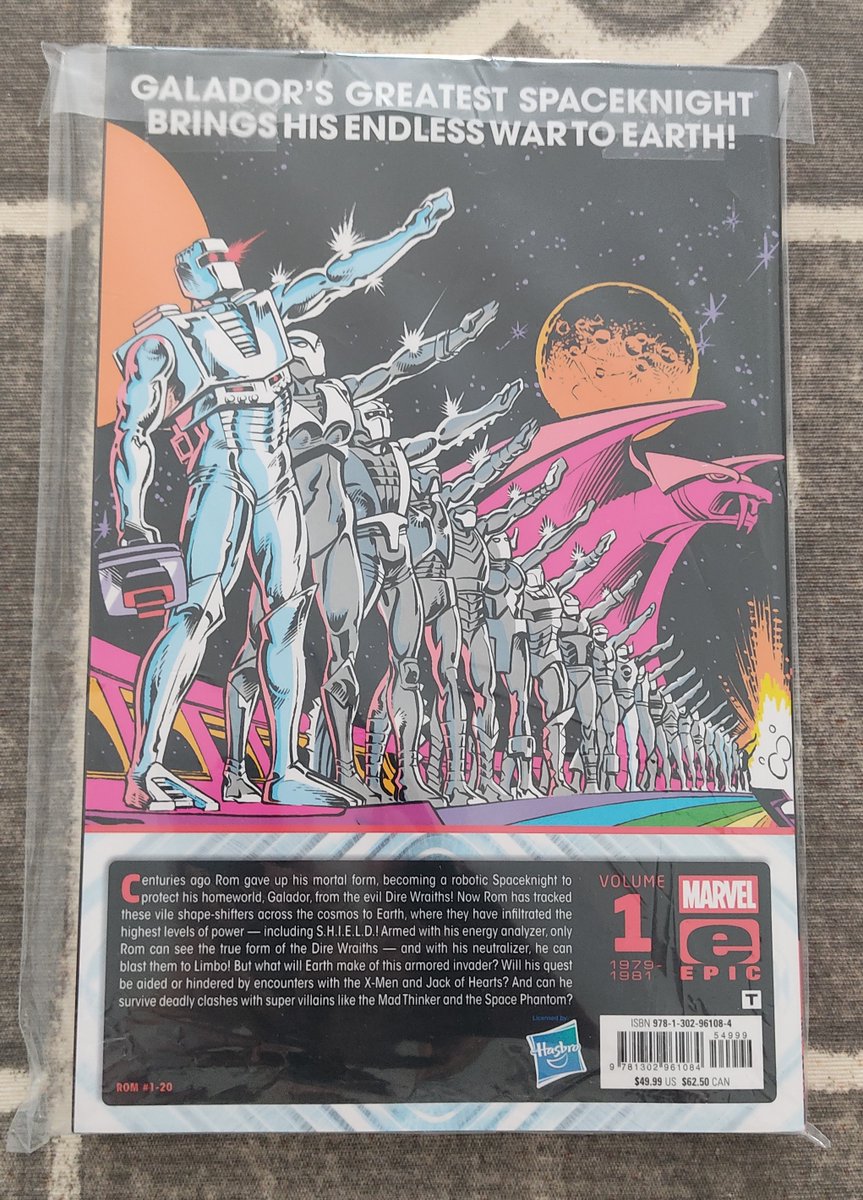 GALADOR'S GREATEST SPACEKNIGHT
BRINGS HIS ENDLESS WAR TO EARTH!
Centuries ago Rom gave up his mortal form, becoming a robotic Spaceknight to
protect his homeworld, Galador, from the evil Dire Wraiths! Now Rom has tracked
these vile shape-shifters across the cosmos to Earth, where they have infiltrated the
highest levels of power — including S.H.I.E.L.D.! Armed with his energy analyzer, only
Rom can see the true form of the Dire Wraiths — and with his neutralizer, he can
blast them to Limbo! But what will Earth make of this armored invader? Will his quest
be aided or hindered by encounters with the X-Men and Jack of Hearts? And can he
survive deadly clashes with super villains like the Mad Thinker and the Space Phantom?
ROM #1-20
Licensed by:
Hasbro
VOLUME
1
1979-
1981
MARVEL
e
EPIC
T
ISBN 978-1-302-96108-4
54999
9 781302 961084
$49.99 US $62.50 CAN